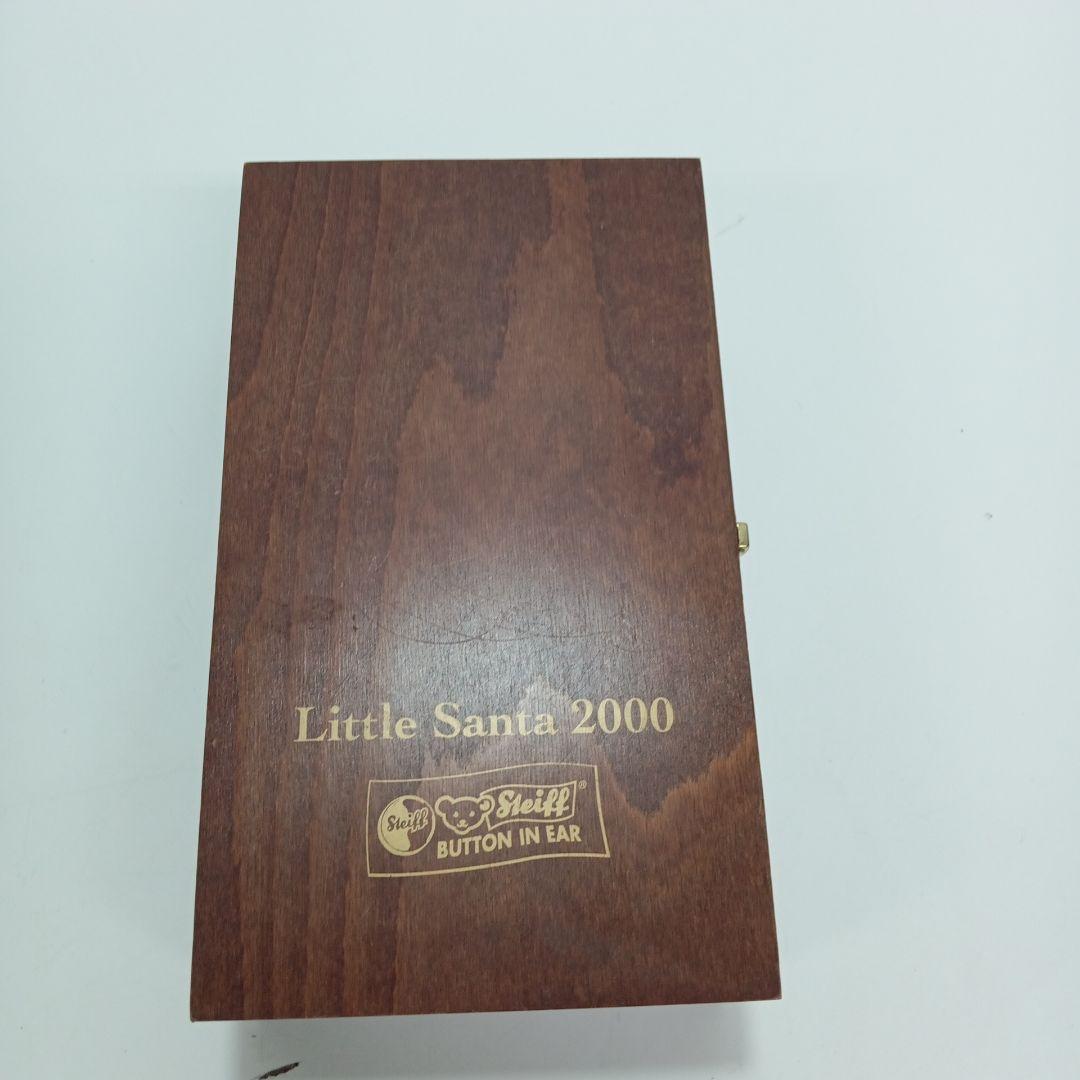 Little Santa 2000
Steiff
Steiff®
BUTTON IN EAR